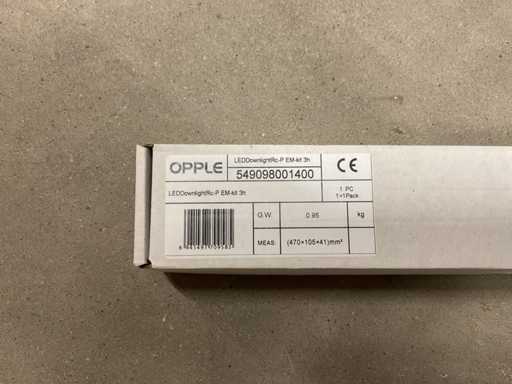 OPPLE
LEDDownlightRc-P EM-kit 3h
549098001400
CE
LEDDownlightRc-P EM-kit 3h
1 PC
1×1Pack
G.W. 0.95 kg
MEAS: (470×105×41)mm³